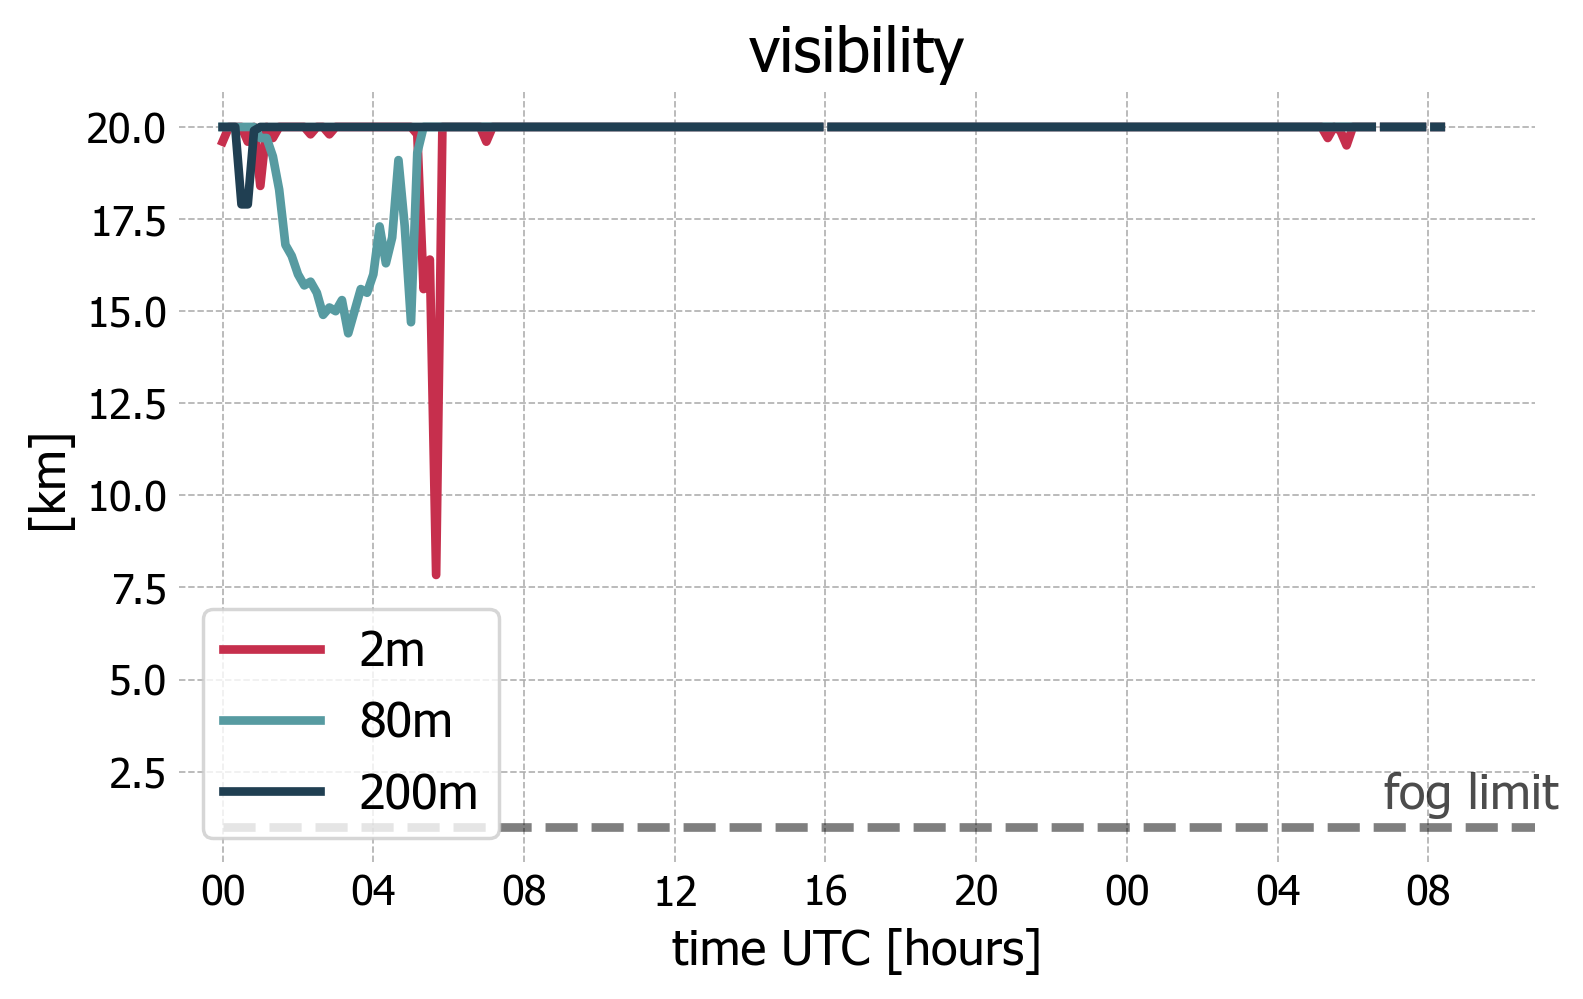 visibility
20.0
17.5
15.0
12.5
10.0
7.5
5.0
2.5
[km]
2m
80m
200m
fog limit
00 04 08 12 16 20 00 04 08
time UTC [hours]